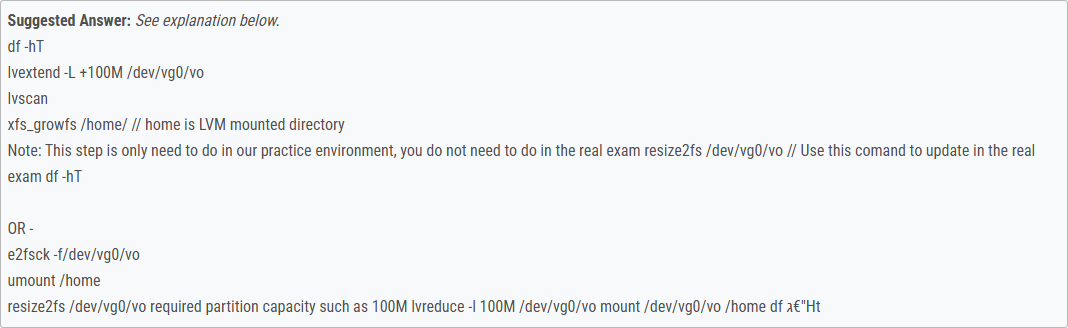 Suggested Answer: See explanation below.
df -hT
lvextend -L +100M /dev/vg0/vo
lvscan
xfs_growfs /home/ // home is LVM mounted directory
Note: This step is only need to do in our practice environment, you do not need to do in the real exam resize2fs /dev/vg0/vo // Use this comand to update in the real
exam df -hT
OR -
e2fsck -f/dev/vg0/vo
umount /home
resize2fs /dev/vg0/vo required partition capacity such as 100M lvreduce -l 100M /dev/vg0/vo mount /dev/vg0/vo /home df ג€"Ht